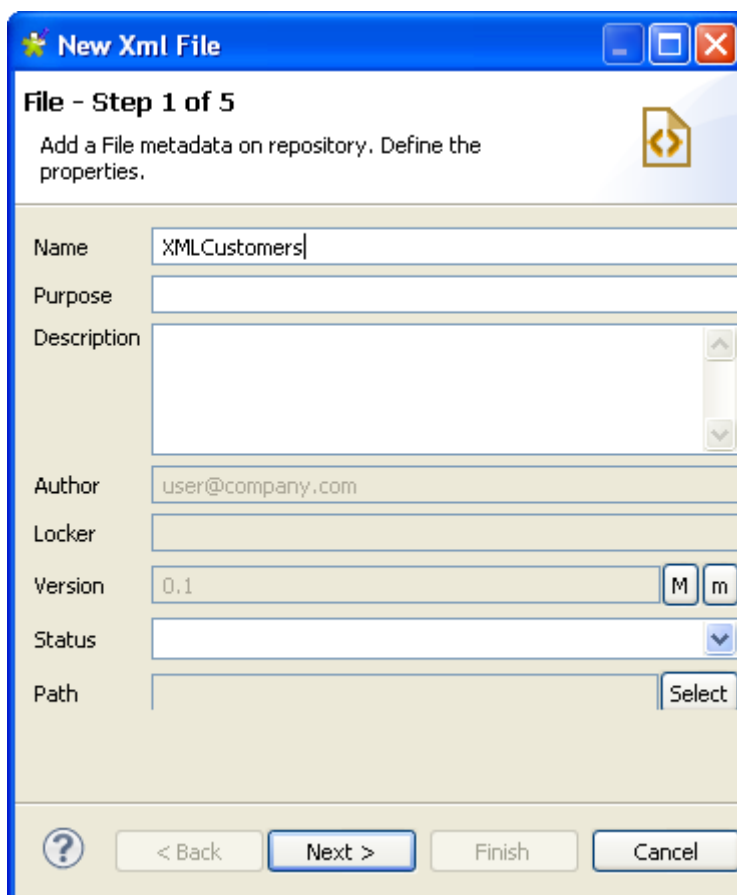 New Xml File
File - Step 1 of 5
Add a File metadata on repository. Define the
properties.
Name XMLCustomers
Purpose
Description
Author user@company.com
Locker
Version 0.1 M m
Status
Path Select
? < Back Next > Finish Cancel